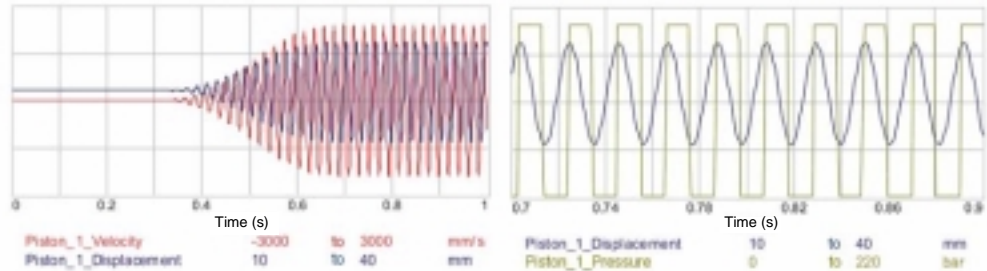 0 0.2 0.4 0.6 0.8 1
Time (s)
Piston_1_Velocity -3000 to 3000 mm/s
Piston_1_Displacement 10 to 40 mm
0.7 0.74 0.78 0.82 0.86 0.9
Time (s)
Piston_1_Displacement 10 to 40 mm
Piston_1_Pressure 0 to 220 bar